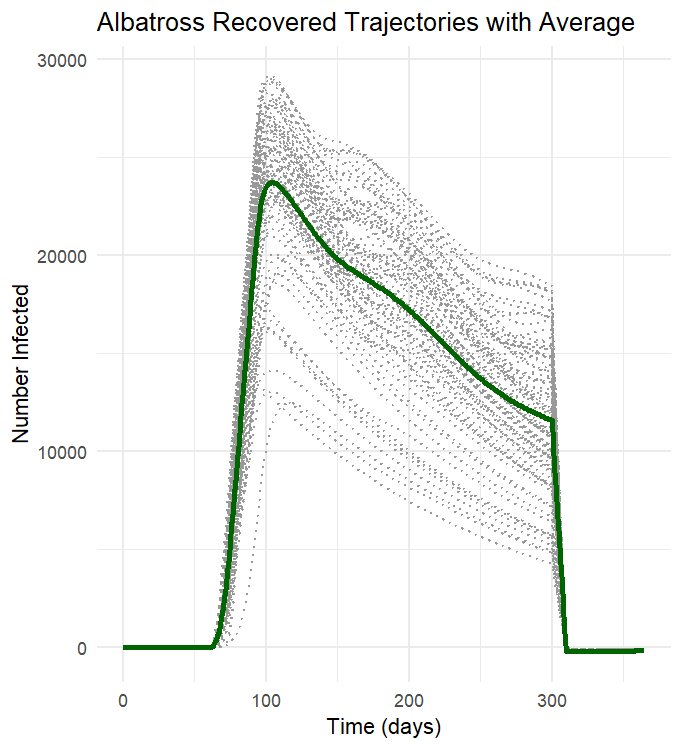 Albatross Recovered Trajectories with Average
Number Infected
30000
20000
10000
0
0 100 200 300
Time (days)